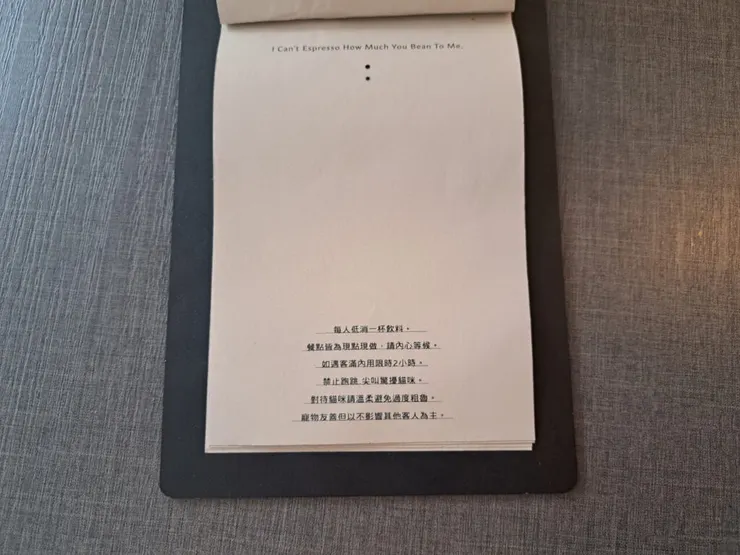 I Can't Espresso How Much You Bean To Me.
每人低消一杯飲料。
餐點皆為現點現做，請內心等候。
如遇客滿內用限時2小時。
禁止跑跳 尖叫驚擾貓咪。
對待貓咪請溫柔避免過度粗魯。
寵物友善但以不影響其他客人為主。